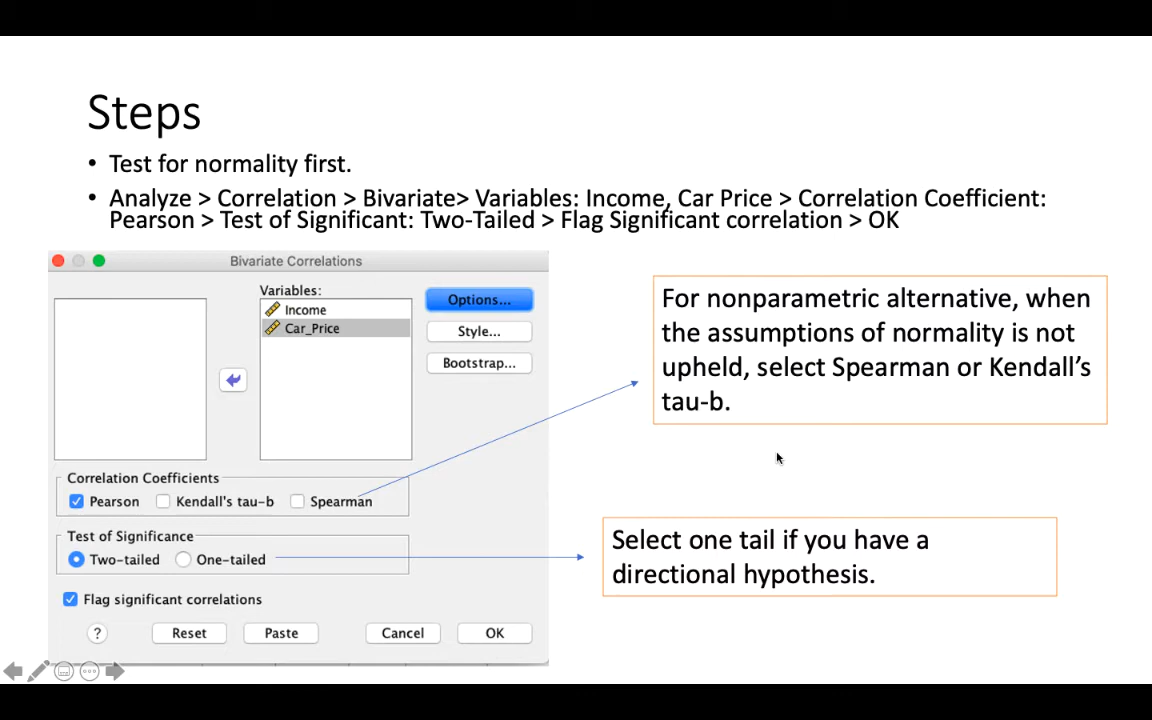 Steps
• Test for normality first.
• Analyze > Correlation > Bivariate> Variables: Income, Car Price > Correlation Coefficient:
Pearson > Test of Significant: Two-Tailed > Flag Significant correlation > OK
Bivariate Correlations
Variables:
Income
Car_Price
Options...
Style...
Bootstrap...
For nonparametric alternative, when
the assumptions of normality is not
upheld, select Spearman or Kendall’s
tau-b.
Correlation Coefficients
Pearson Kendall's tau-b Spearman
Test of Significance
Two-tailed One-tailed
Select one tail if you have a
directional hypothesis.
Flag significant correlations
? Reset Paste Cancel OK